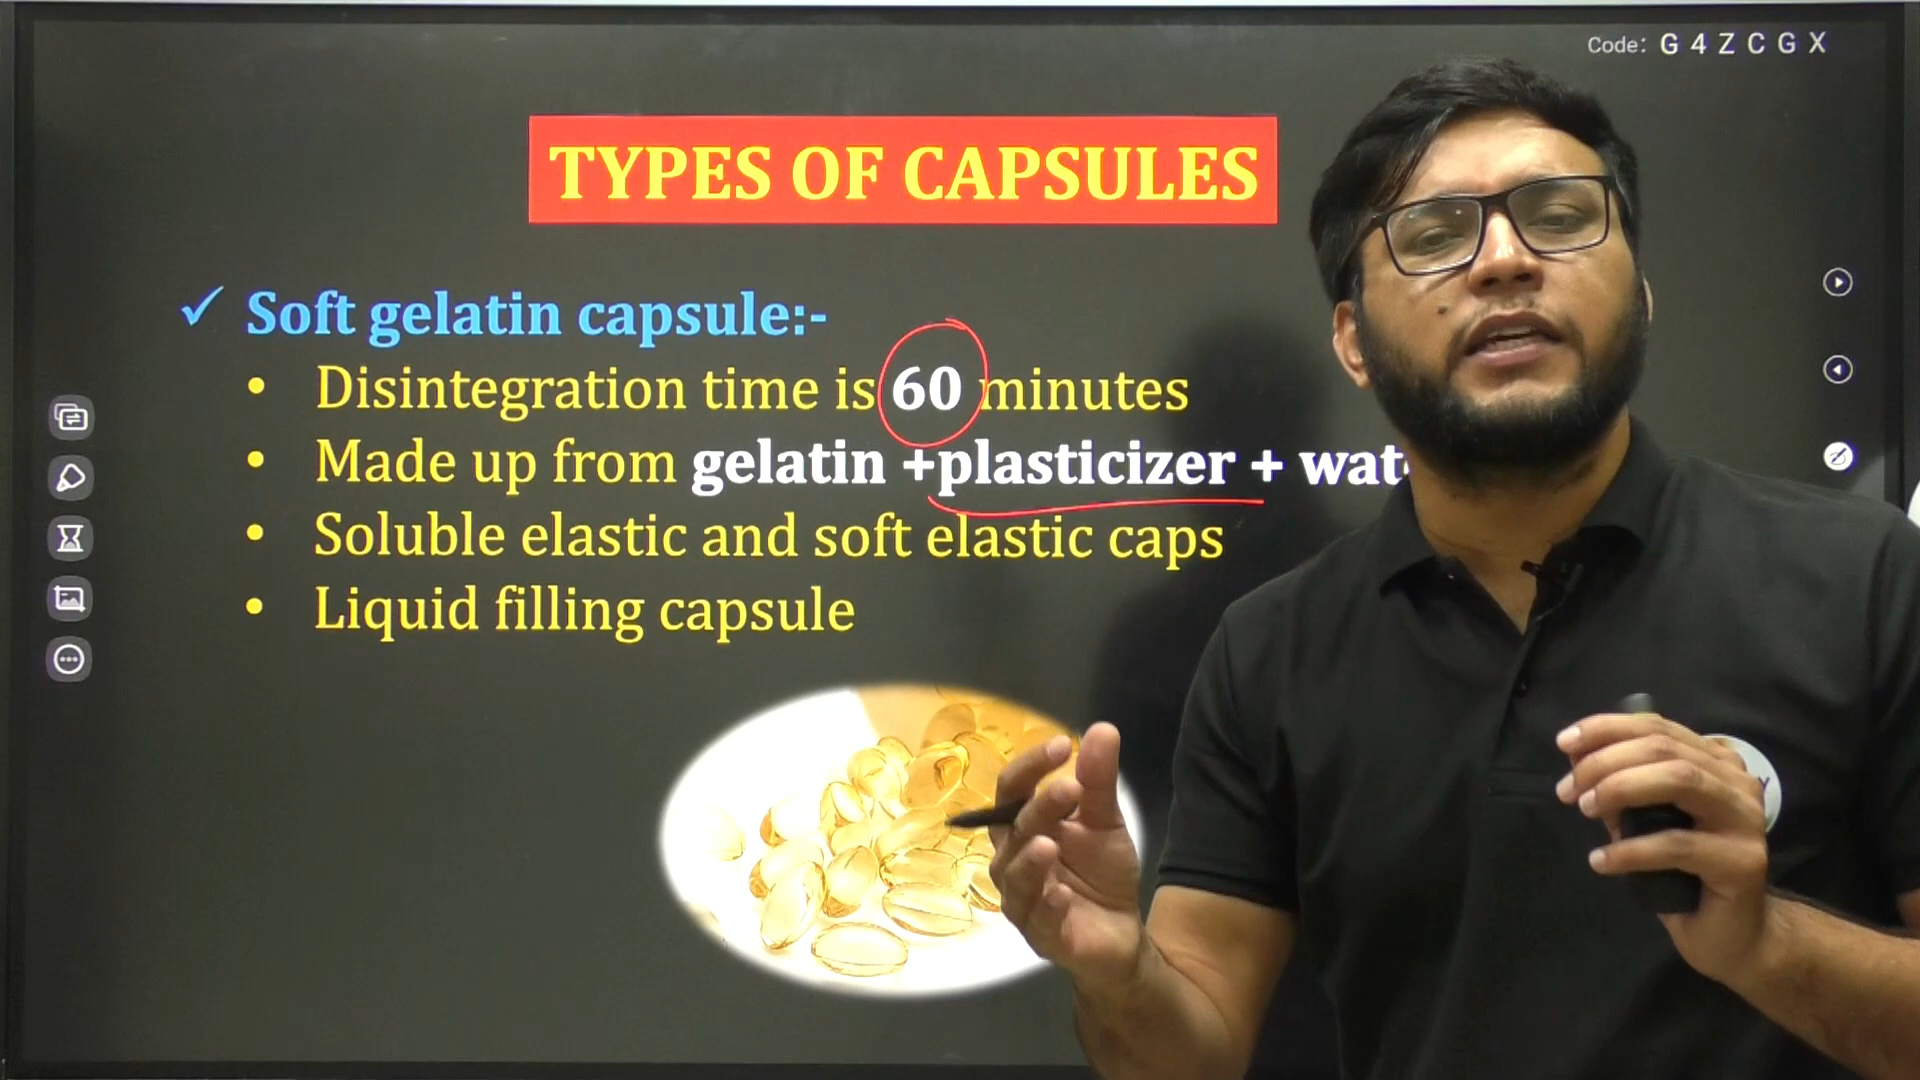 Code: G 4 Z C G X
TYPES OF CAPSULES
✓ Soft gelatin capsule:-
• Disintegration time is 60 minutes
• Made up from gelatin +plasticizer +
• Soluble elastic and soft elastic caps
• Liquid filling capsule